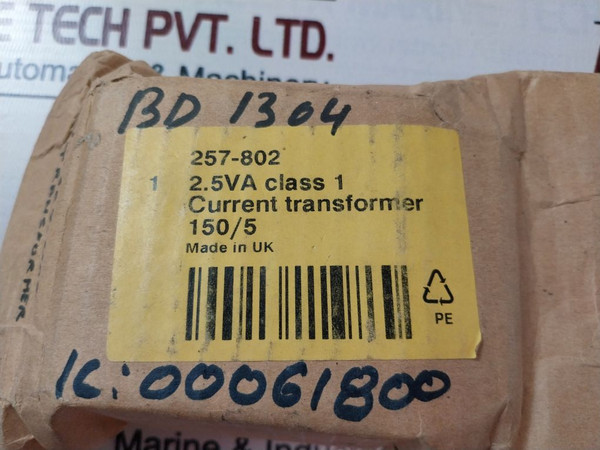 E TECH PVT. LTD.
& Machinery
BD 1304
257-802
1 2.5VA class 1
Current transformer
150/5
Made in UK
PE
IC:00061800
Marine &